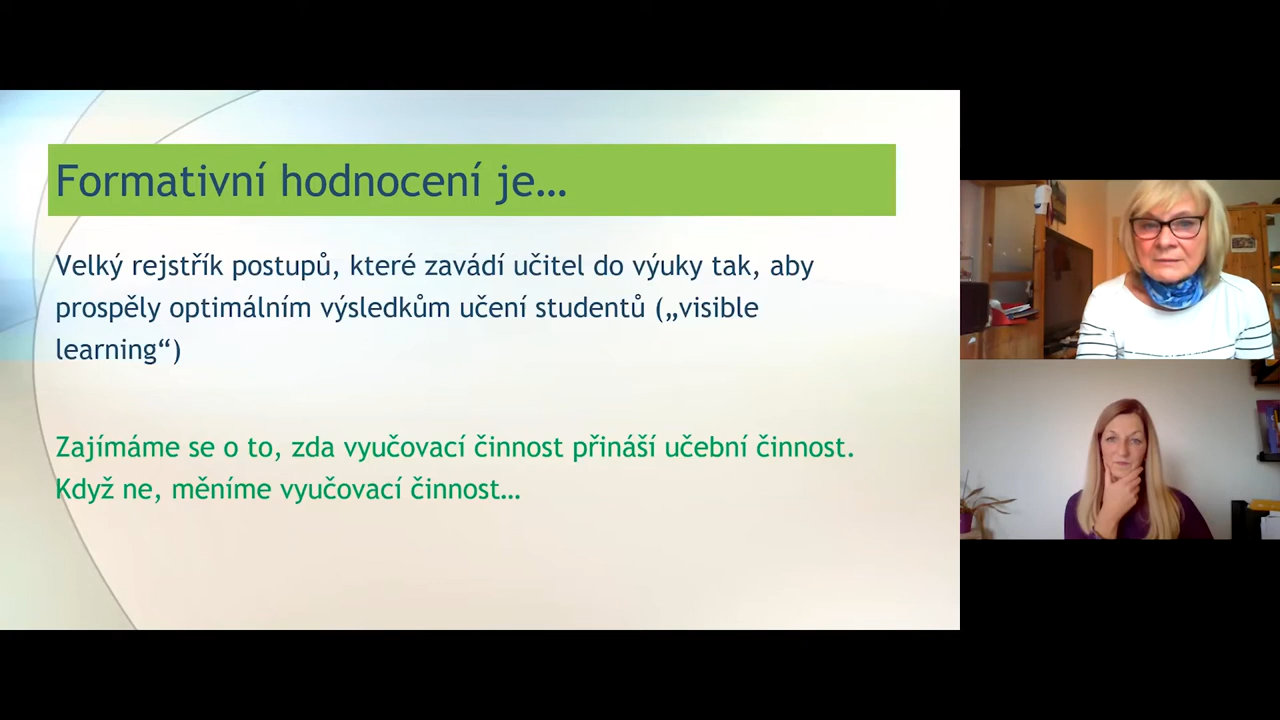 Formativní hodnocení je…
Velký rejstřík postupů, které zavádí učitel do výuky tak, aby
prospěly optimálním výsledkům učení studentů („visible
learning“)
Zajímáme se o to, zda vyučovací činnost přináší učební činnost.
Když ne, měníme vyučovací činnost…